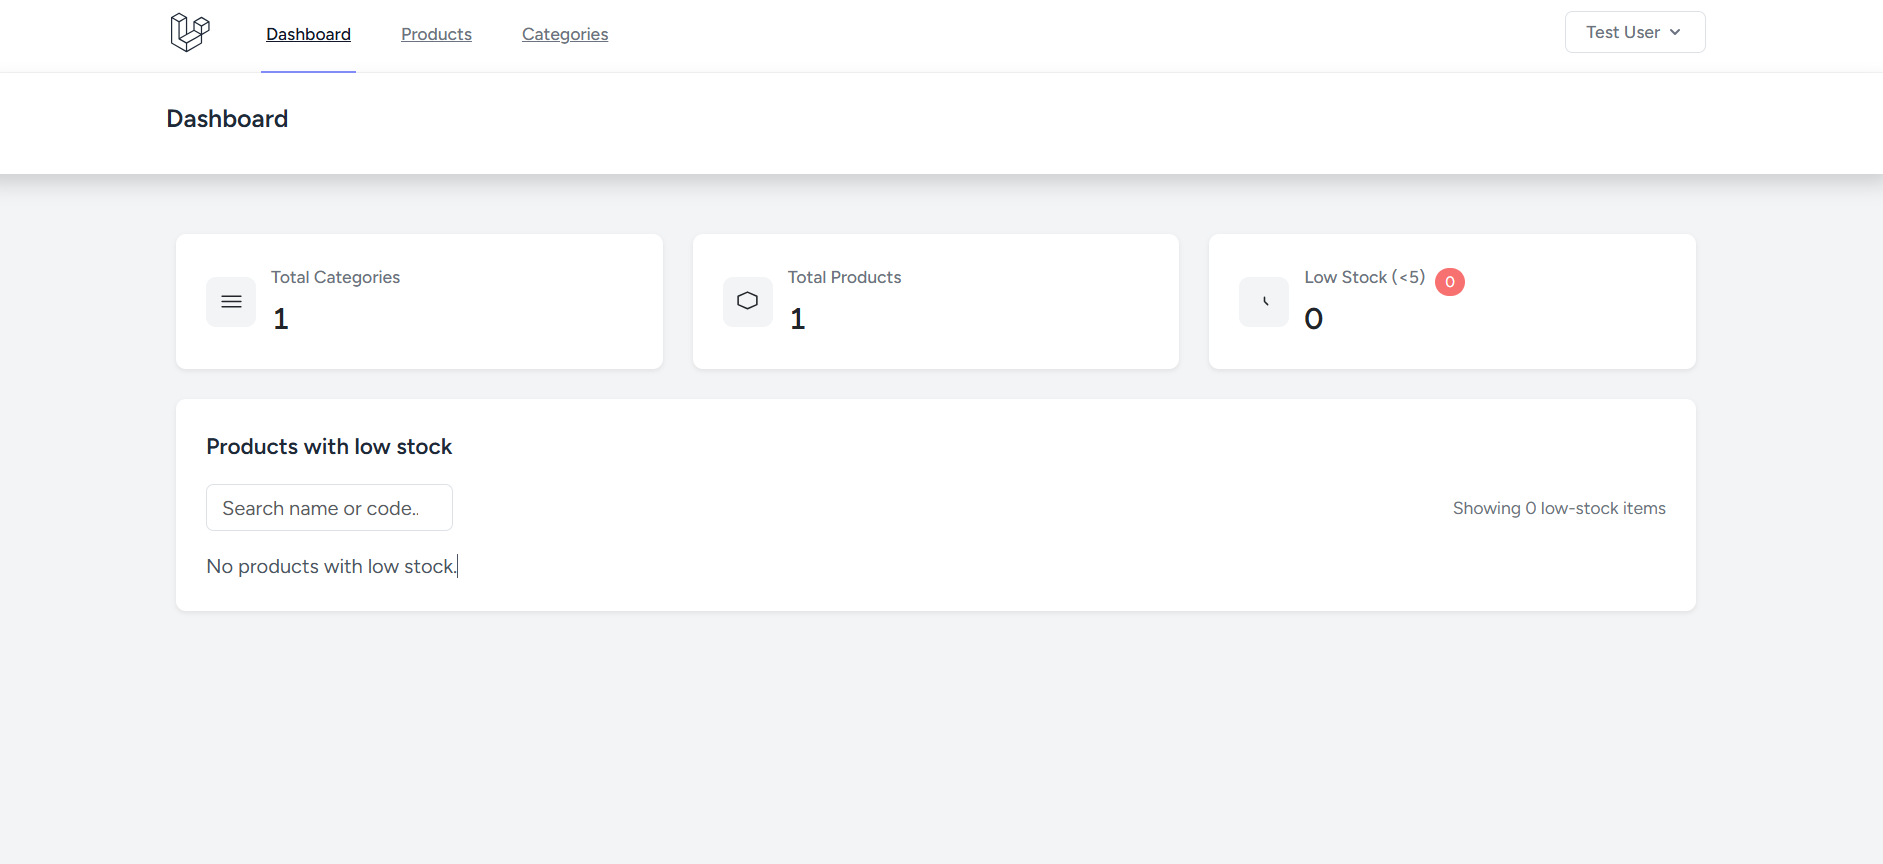 Dashboard Products Categories Test User
Dashboard
Total Categories
1
Total Products
1
Low Stock (<5) 0
0
Products with low stock
Search name or code..
Showing 0 low-stock items
No products with low stock.